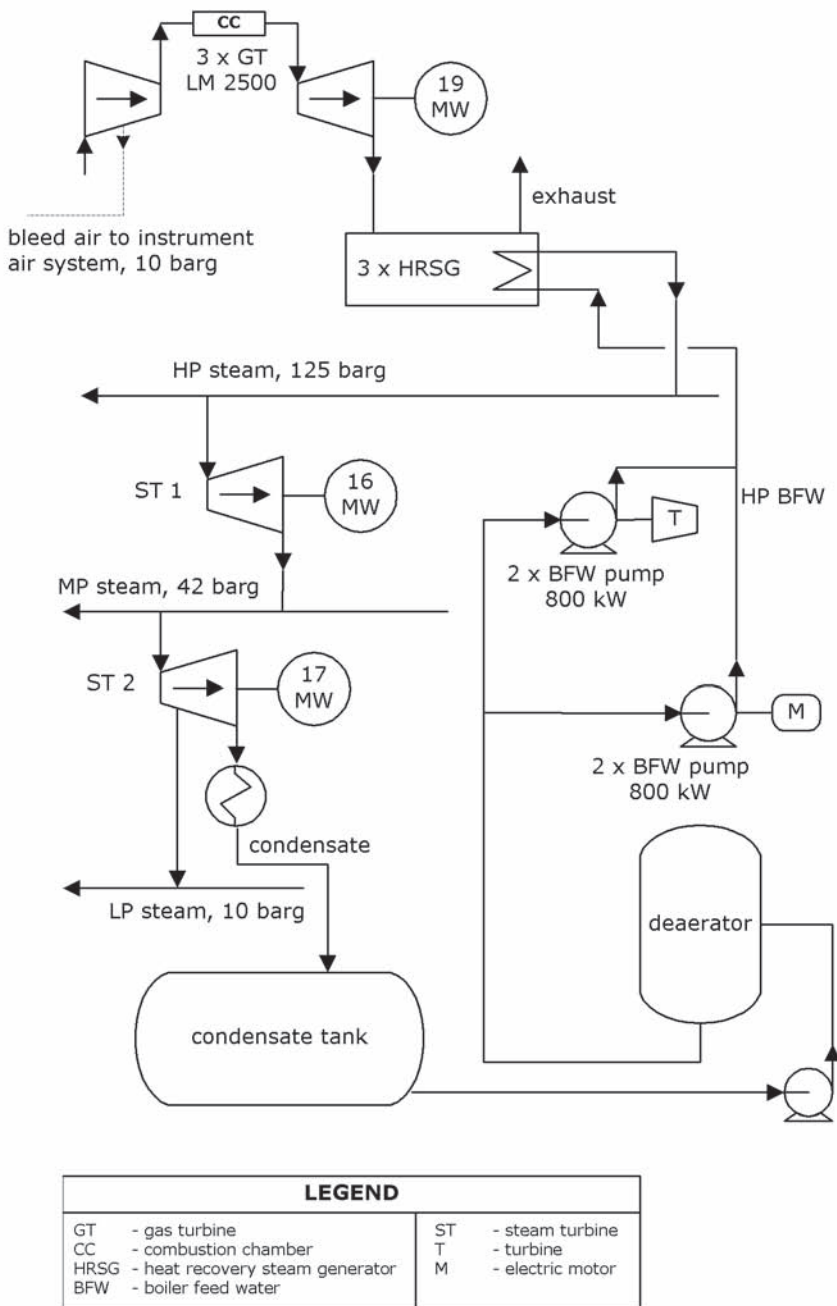 CC
3 x GT
LM 2500
19
MW
bleed air to instrument
air system, 10 barg
exhaust
3 x HRSG
HP steam, 125 barg
ST 1
16
MW
HP BFW
T
2 x BFW pump
800 kW
MP steam, 42 barg
ST 2
17
MW
M
2 x BFW pump
800 kW
condensate
LP steam, 10 barg
deaerator
condensate tank
LEGEND
GT - gas turbine
CC - combustion chamber
HRSG - heat recovery steam generator
BFW - boiler feed water
ST - steam turbine
T - turbine
M - electric motor